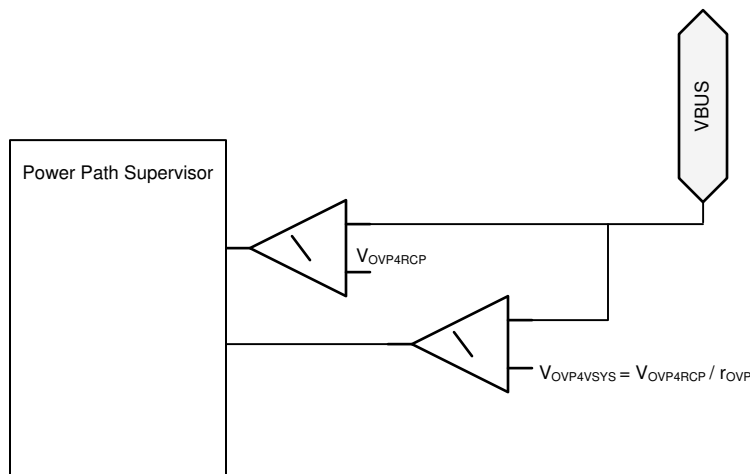 VBUS
Power Path Supervisor
VOVP4RCP
VOVP4VSYS = VOVP4RCP / rOVP